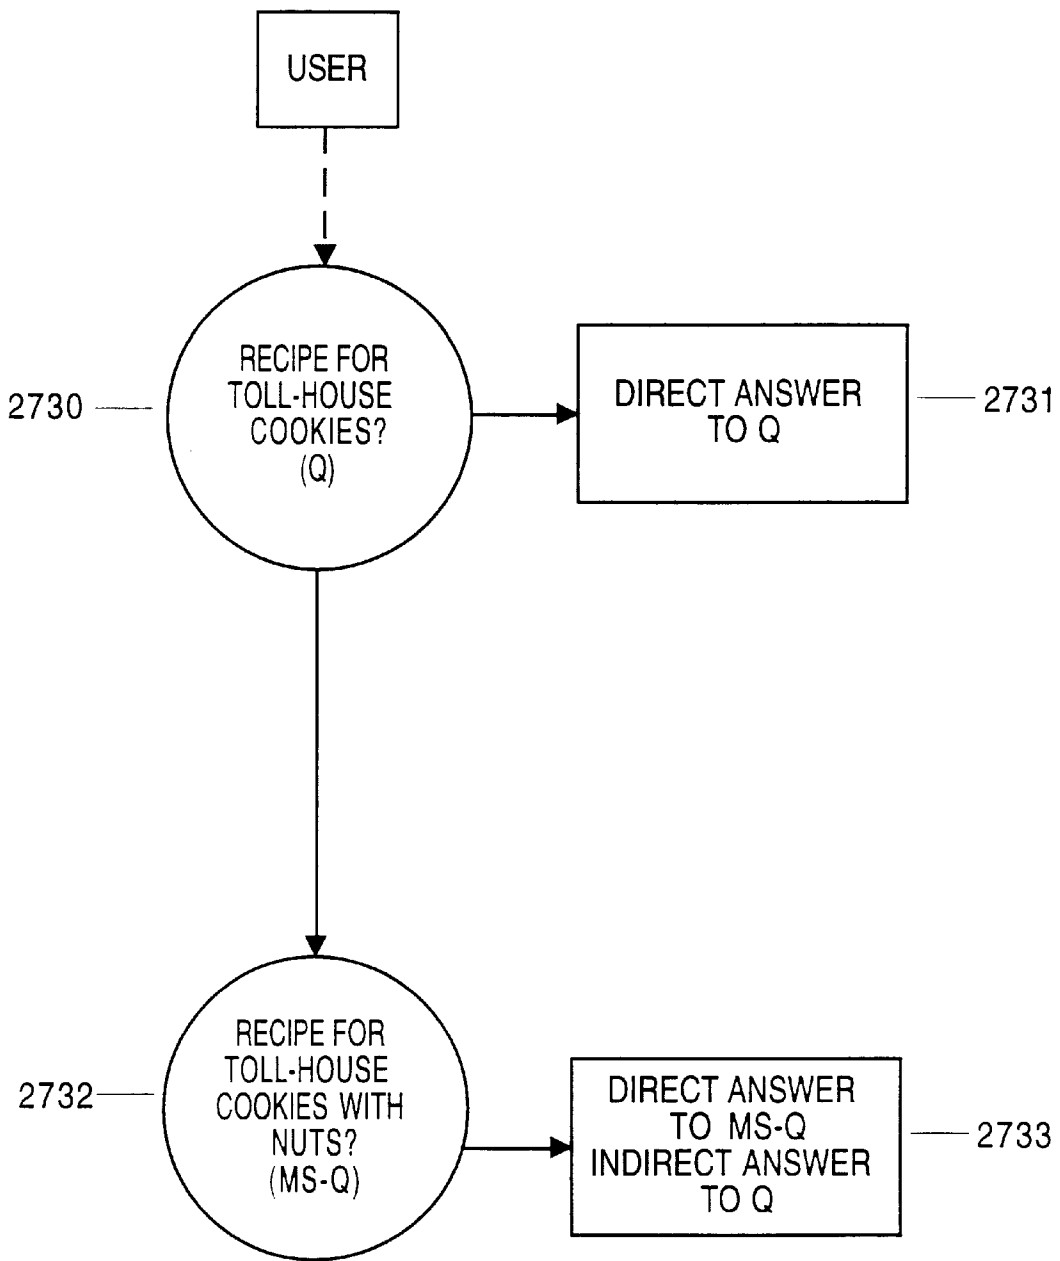 USER
RECIPE FOR
TOLL-HOUSE
COOKIES?
(Q)
2730
DIRECT ANSWER
TO Q
2731
RECIPE FOR
TOLL-HOUSE
COOKIES WITH
NUTS?
(MS-Q)
2732
DIRECT ANSWER
TO MS-Q
INDIRECT ANSWER
TO Q
2733